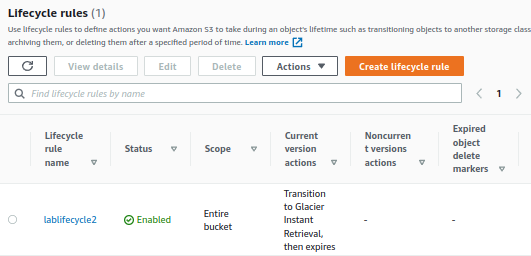 Lifecycle rules (1)
Use lifecycle rules to define actions you want Amazon S3 to take during an object's lifetime such as transitioning objects to another storage class
archiving them, or deleting them after a specified period of time. Learn more
View details
Edit
Delete
Actions
Create lifecycle rule
Find lifecycle rules by name
1
Lifecycle
rule
name
Status
Scope
Current
version
actions
Noncurren
t versions
actions
Expired
object
delete
markers
lablifecycle2
Enabled
Entire
bucket
Transition
to Glacier
Instant
Retrieval,
then expires
-
-